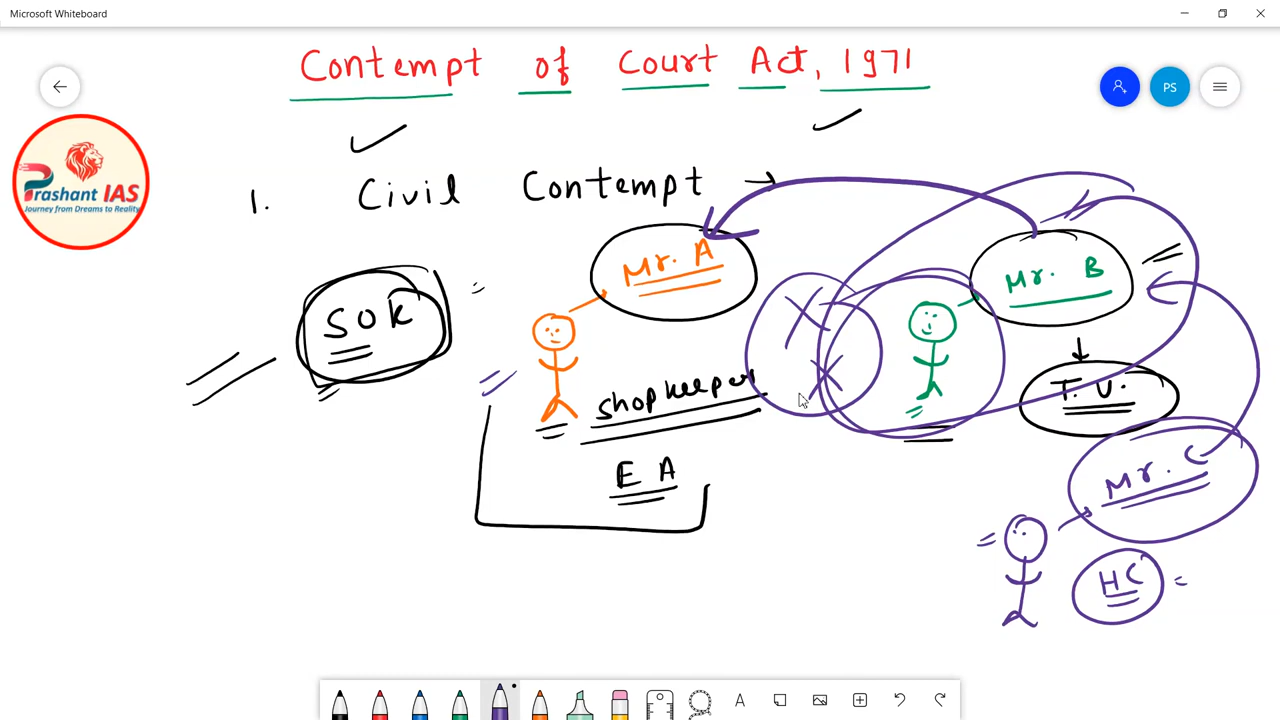 Microsoft Whiteboard
Contempt of Court Act, 1971
PS
Prashant IAS
Journey from Dreams to Reality
1. Civil Contempt →
Mr. A
Mr. B
SOK
shopkeeper
T.V.
E A
Mr. C
HC
A